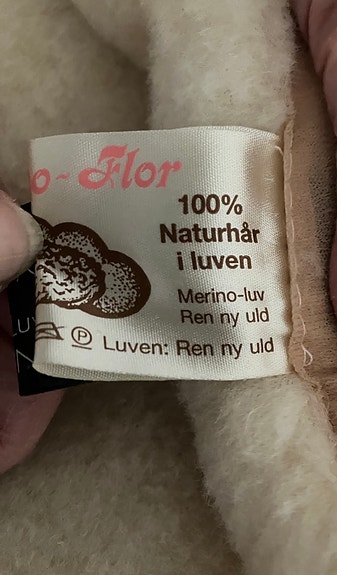 o-Flor
100%
Naturhår
i luven
Merino-luv
Ren ny uld
P Luven: Ren ny uld